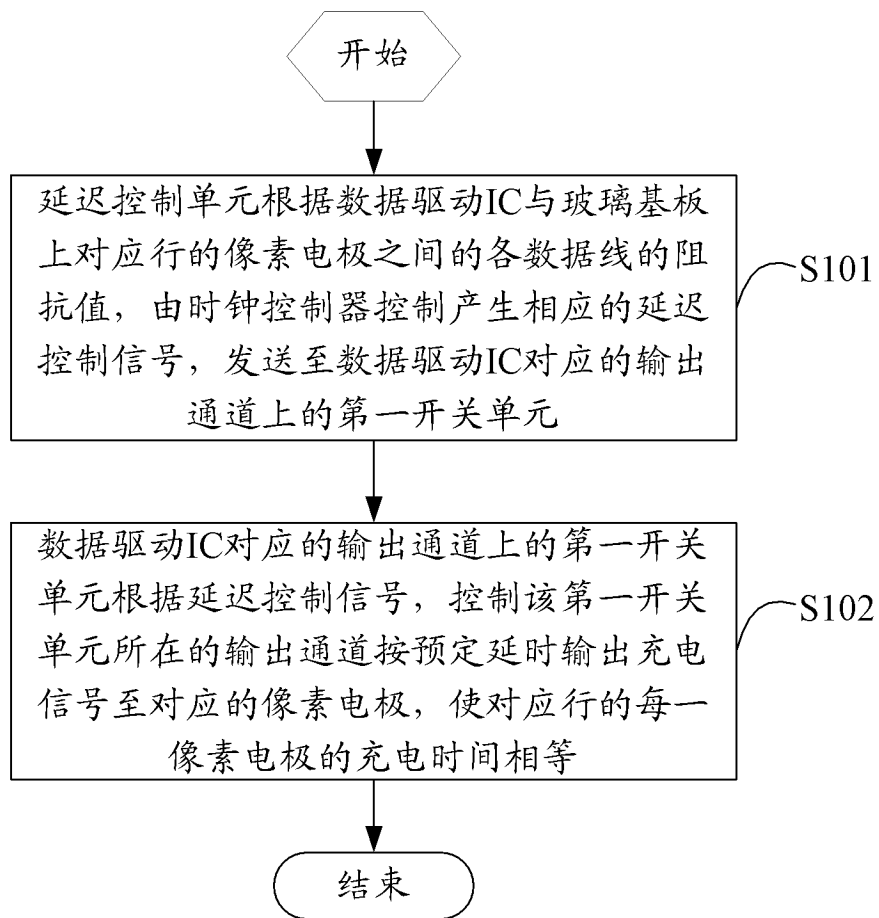 开始
延迟控制单元根据数据驱动IC与玻璃基板
上对应行的像素电极之间的各数据线的阻
抗值，由时钟控制器控制产生相应的延迟
控制信号，发送至数据驱动IC对应的输出
通道上的第一开关单元
S101
数据驱动IC对应的输出通道上的第一开关
单元根据延迟控制信号，控制该第一开关
单元所在的输出通道按预定延时输出充电
信号至对应的像素电极，使对应行的每一
像素电极的充电时间相等
S102
结束